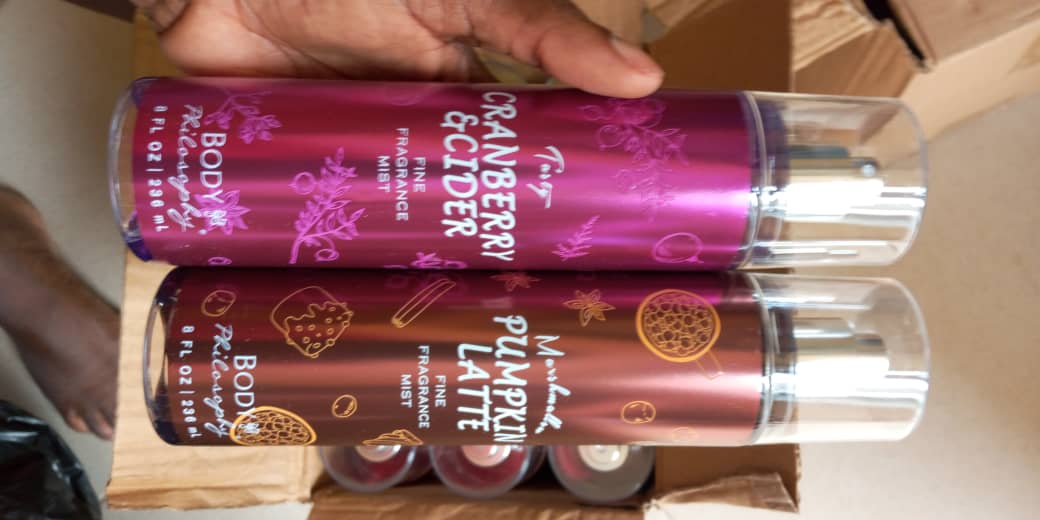 Tart
CRANBERRY
& CIDER
FINE
FRAGRANCE
MIST
BODY
Philosophy
8 FL OZ | 236 mL
Marshmallow
PUMPKIN
LATTE
FINE
FRAGRANCE
MIST
BODY
Philosophy
8 FL OZ | 236 mL